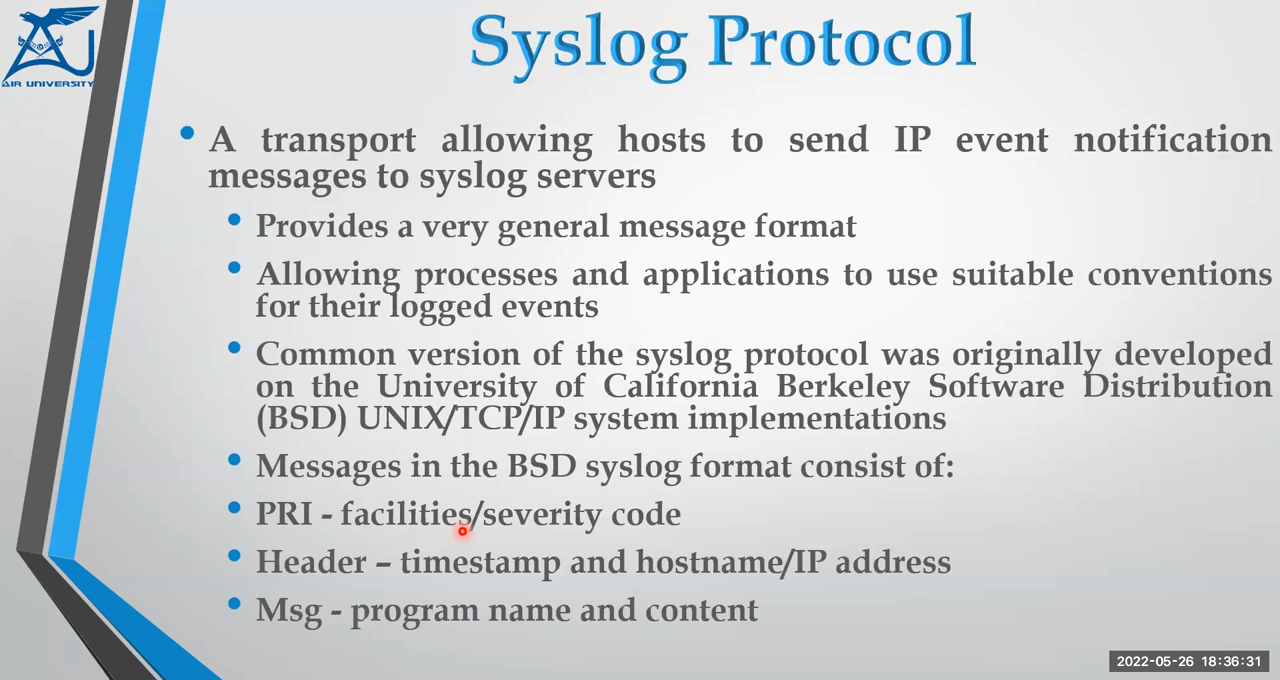 AIR UNIVERSITY
Syslog Protocol
• A transport allowing hosts to send IP event notification
messages to syslog servers
• Provides a very general message format
• Allowing processes and applications to use suitable conventions
for their logged events
• Common version of the syslog protocol was originally developed
on the University of California Berkeley Software Distribution
(BSD) UNIX/TCP/IP system implementations
• Messages in the BSD syslog format consist of:
• PRI - facilities/severity code
• Header – timestamp and hostname/IP address
• Msg - program name and content
2022-05-26 18:36:31